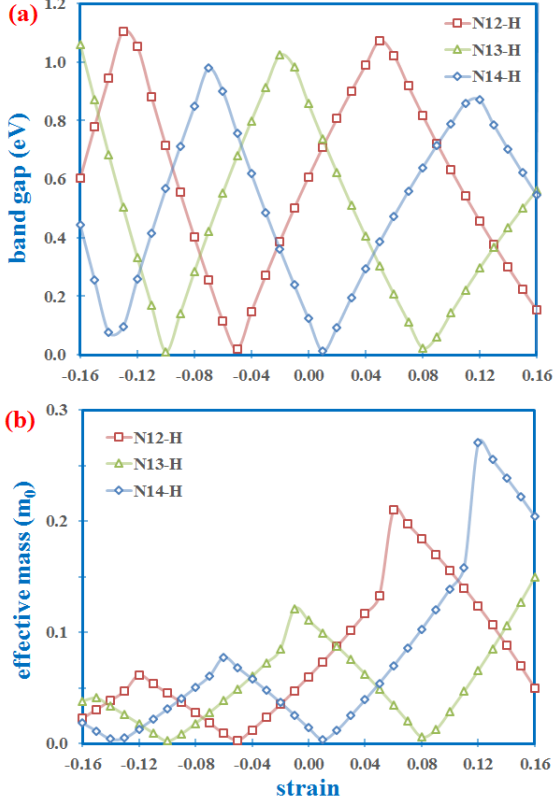 (a)
1.2
1.0
0.8
0.6
0.4
0.2
0.0
band gap (eV)
N12-H
N13-H
N14-H
-0.16 -0.12 -0.08 -0.04 0.00 0.04 0.08 0.12 0.16
(b)
0.3
0.2
0.1
0.0
effective mass (m₀)
N12-H
N13-H
N14-H
-0.16 -0.12 -0.08 -0.04 0.00 0.04 0.08 0.12 0.16
strain